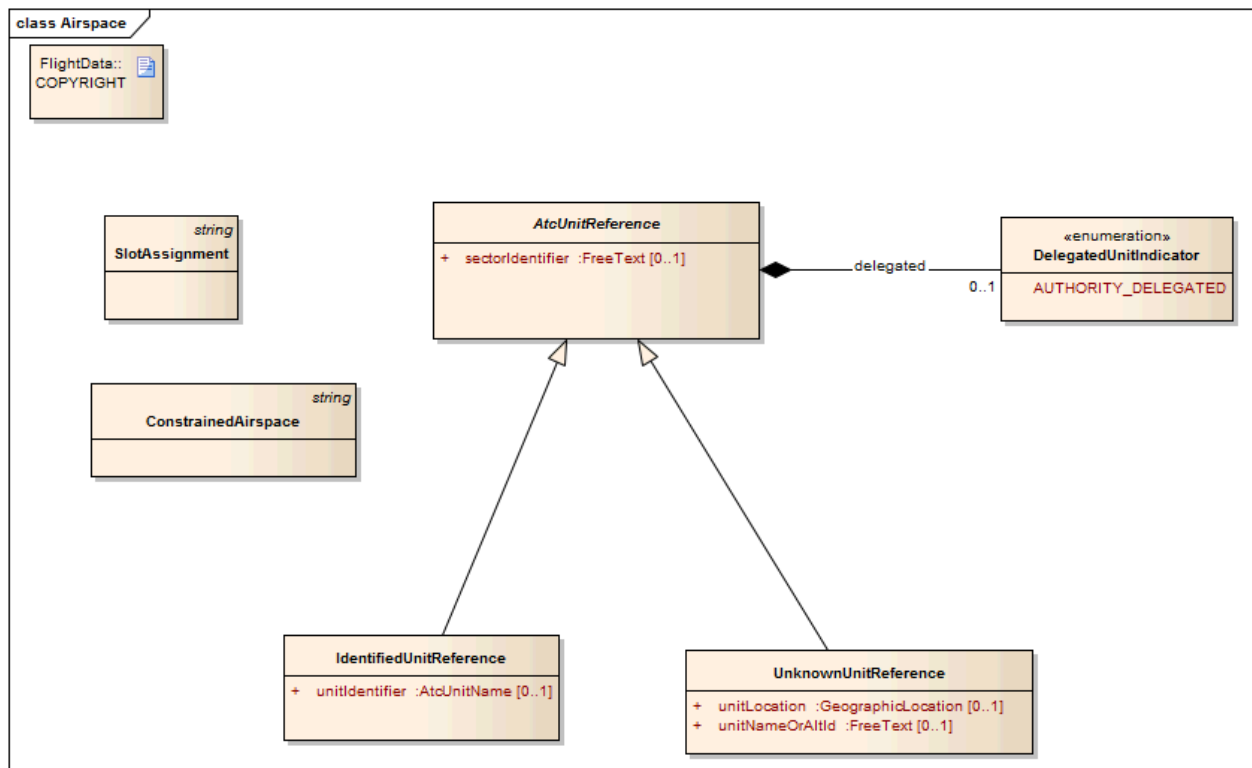 class Airspace
FlightData::
COPYRIGHT
string
SlotAssignment
AtcUnitReference
+ sectorIdentifier :FreeText [0..1]
delegated
0..1
«enumeration»
DelegatedUnitIndicator
AUTHORITY_DELEGATED
string
ConstrainedAirspace
IdentifiedUnitReference
+ unitIdentifier :AtcUnitName [0..1]
UnknownUnitReference
+ unitLocation :GeographicLocation [0..1]
+ unitNameOrAltId :FreeText [0..1]